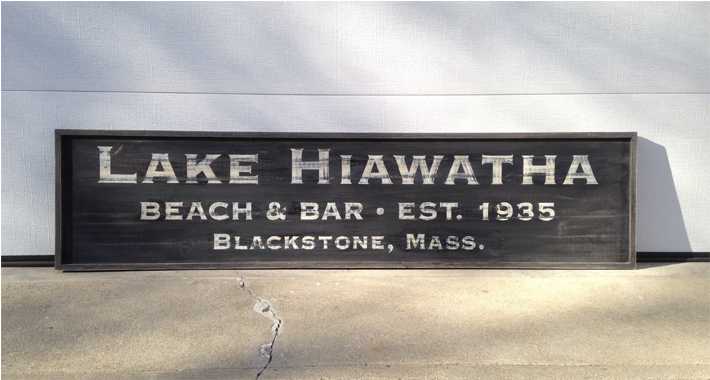 LAKE HIAWATHA
BEACH & BAR • EST. 1935
BLACKSTONE, MASS.